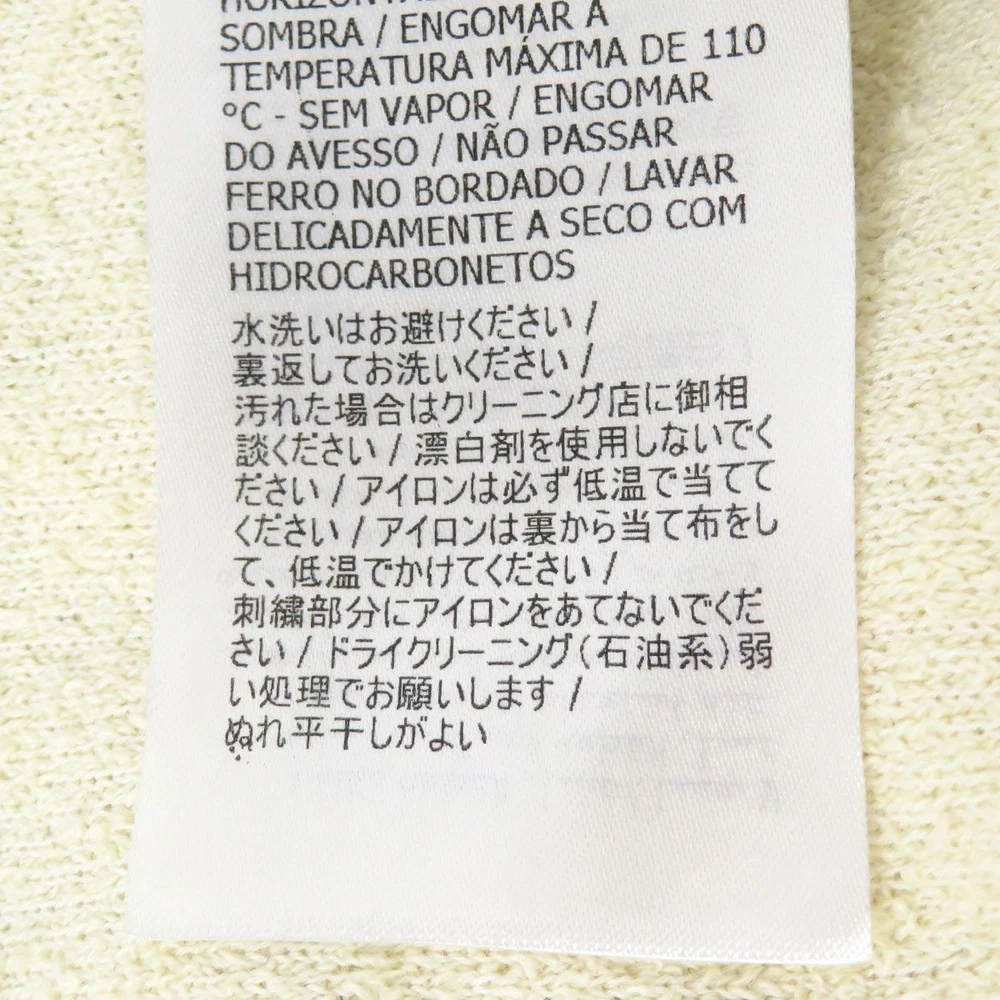 HORIZONTAL
SOMBRA / ENGOMAR À
TEMPERATURA MÁXIMA DE 110
°C - SEM VAPOR / ENGOMAR
DO AVESSO / NÃO PASSAR
FERRO NO BORDADO / LAVAR
DELICADAMENTE A SECO COM
HIDROCARBONETOS
水洗いはお避けください /
裏返してお洗いください /
汚れた場合はクリーニング店に御相
談ください / 漂白剤を使用しないでく
ださい / アイロンは必ず低温で当てて
ください / アイロンは裏から当て布をし
て、低温でかけてください /
刺繍部分にアイロンをあてないでくだ
さい / ドライクリーニング(石油系)弱
い処理でお願いします /
ぬれ平干しがよい